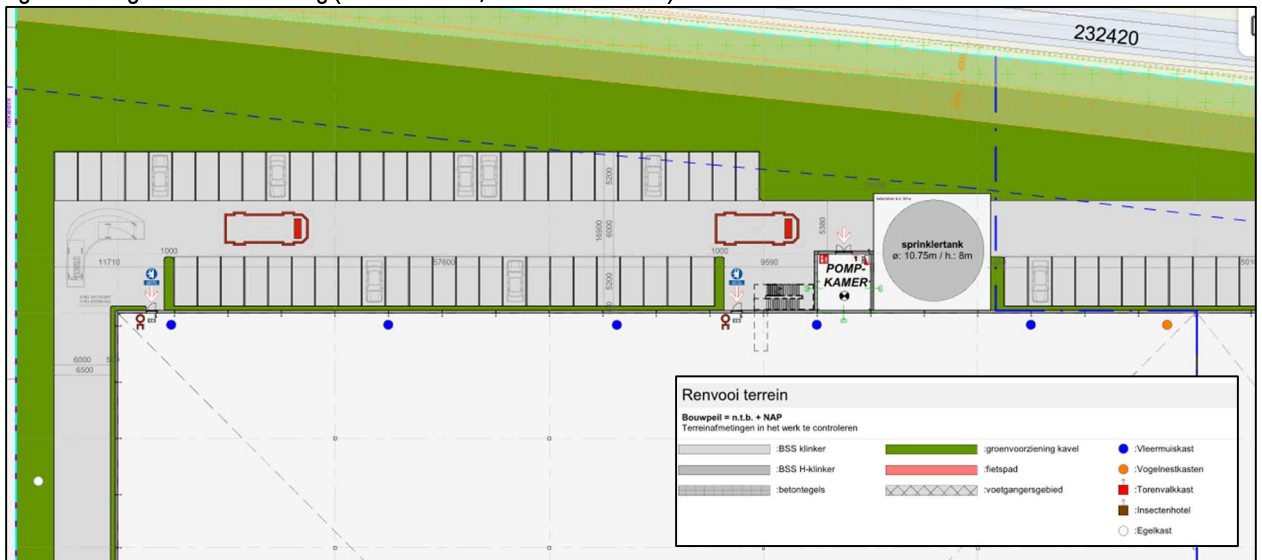 232420
5200
16900
6000
5380
11710
1000
57600
5200
1000
9590
sprinklertank
ø: 10.75m / h.: 8m
POMP-
KAMER
6000
6500
Renvooi terrein
Bouwpeil = n.t.b. + NAP
Terreinafmetingen in het werk te controleren
:BSS klinker
:groenvoorziening kavel
:Vleermuiskast
:BSS H-klinker
:fietspad
:Vogelnestkasten
:betontegels
:voetgangersgebied
:Torenvalkkast
:Insectenhotel
:Egelkast